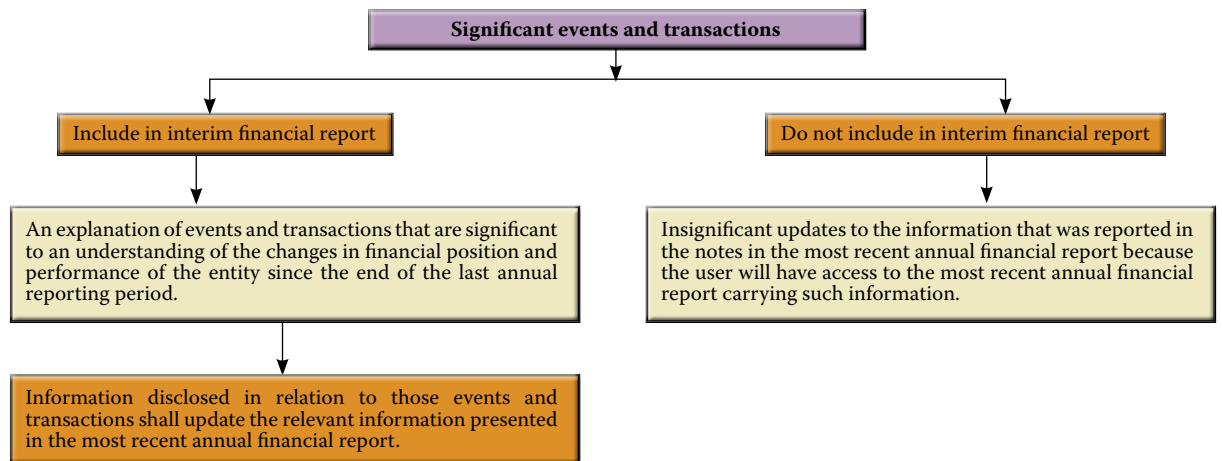 Significant events and transactions
Include in interim financial report
Do not include in interim financial report
An explanation of events and transactions that are significant
to an understanding of the changes in financial position and
performance of the entity since the end of the last annual
reporting period.
Insignificant updates to the information that was reported in
the notes in the most recent annual financial report because
the user will have access to the most recent annual financial
report carrying such information.
Information disclosed in relation to those events and
transactions shall update the relevant information presented
in the most recent annual financial report.